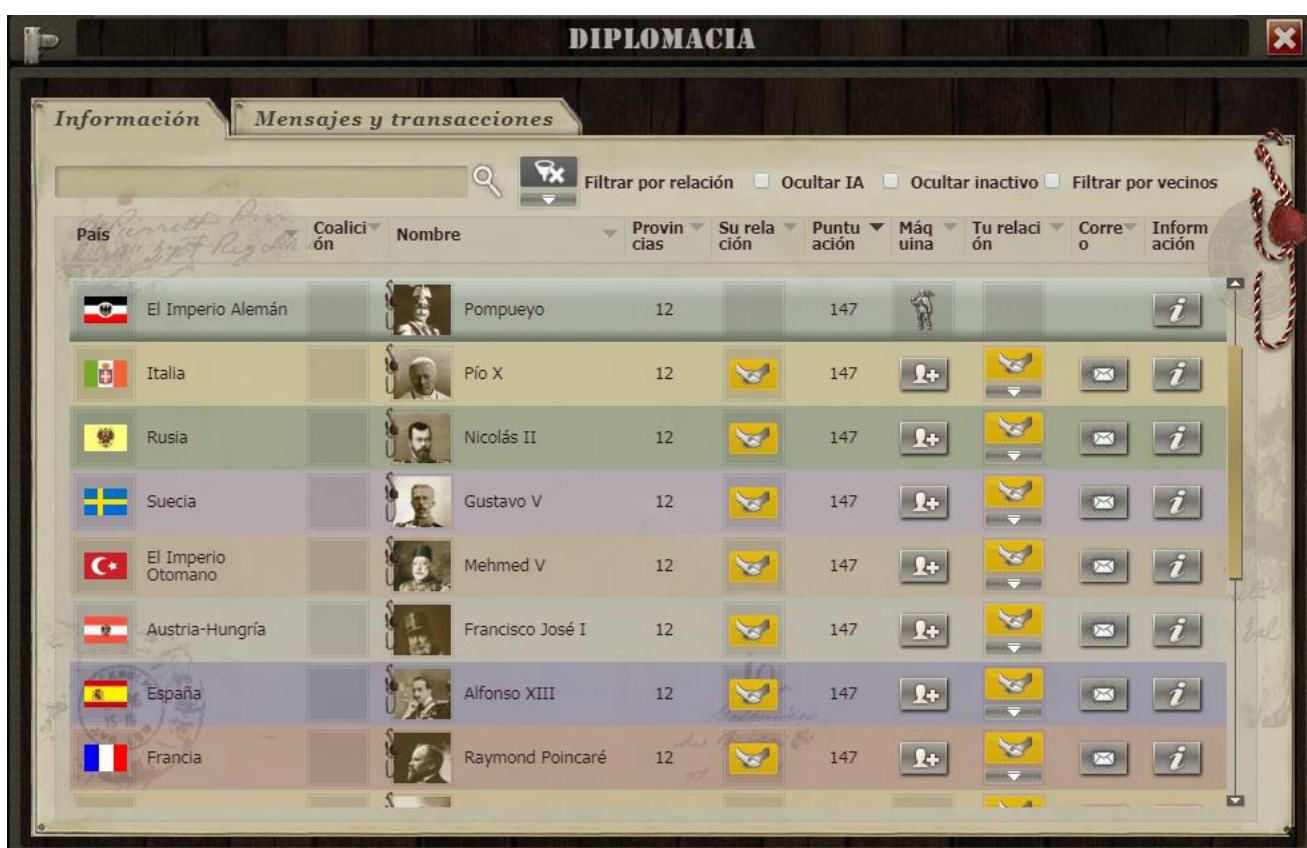 DIPLOMACIA
Información
Mensajes y transacciones
Filtrar por relación
Ocultar IA
Ocultar inactivo
Filtrar por vecinos
País
Coalici
ón
Nombre
Provin
cias
Su rela
ción
Puntu
ación
Máq
uina
Tu relaci
ón
Corre
o
Inform
ación
El Imperio Alemán Pompueyo 12 147
Italia Pío X 12 147
Rusia Nicolás II 12 147
Suecia Gustavo V 12 147
El Imperio
Otomano Mehmed V 12 147
Austria-Hungría Francisco José I 12 147
España Alfonso XIII 12 147
Francia Raymond Poincaré 12 147